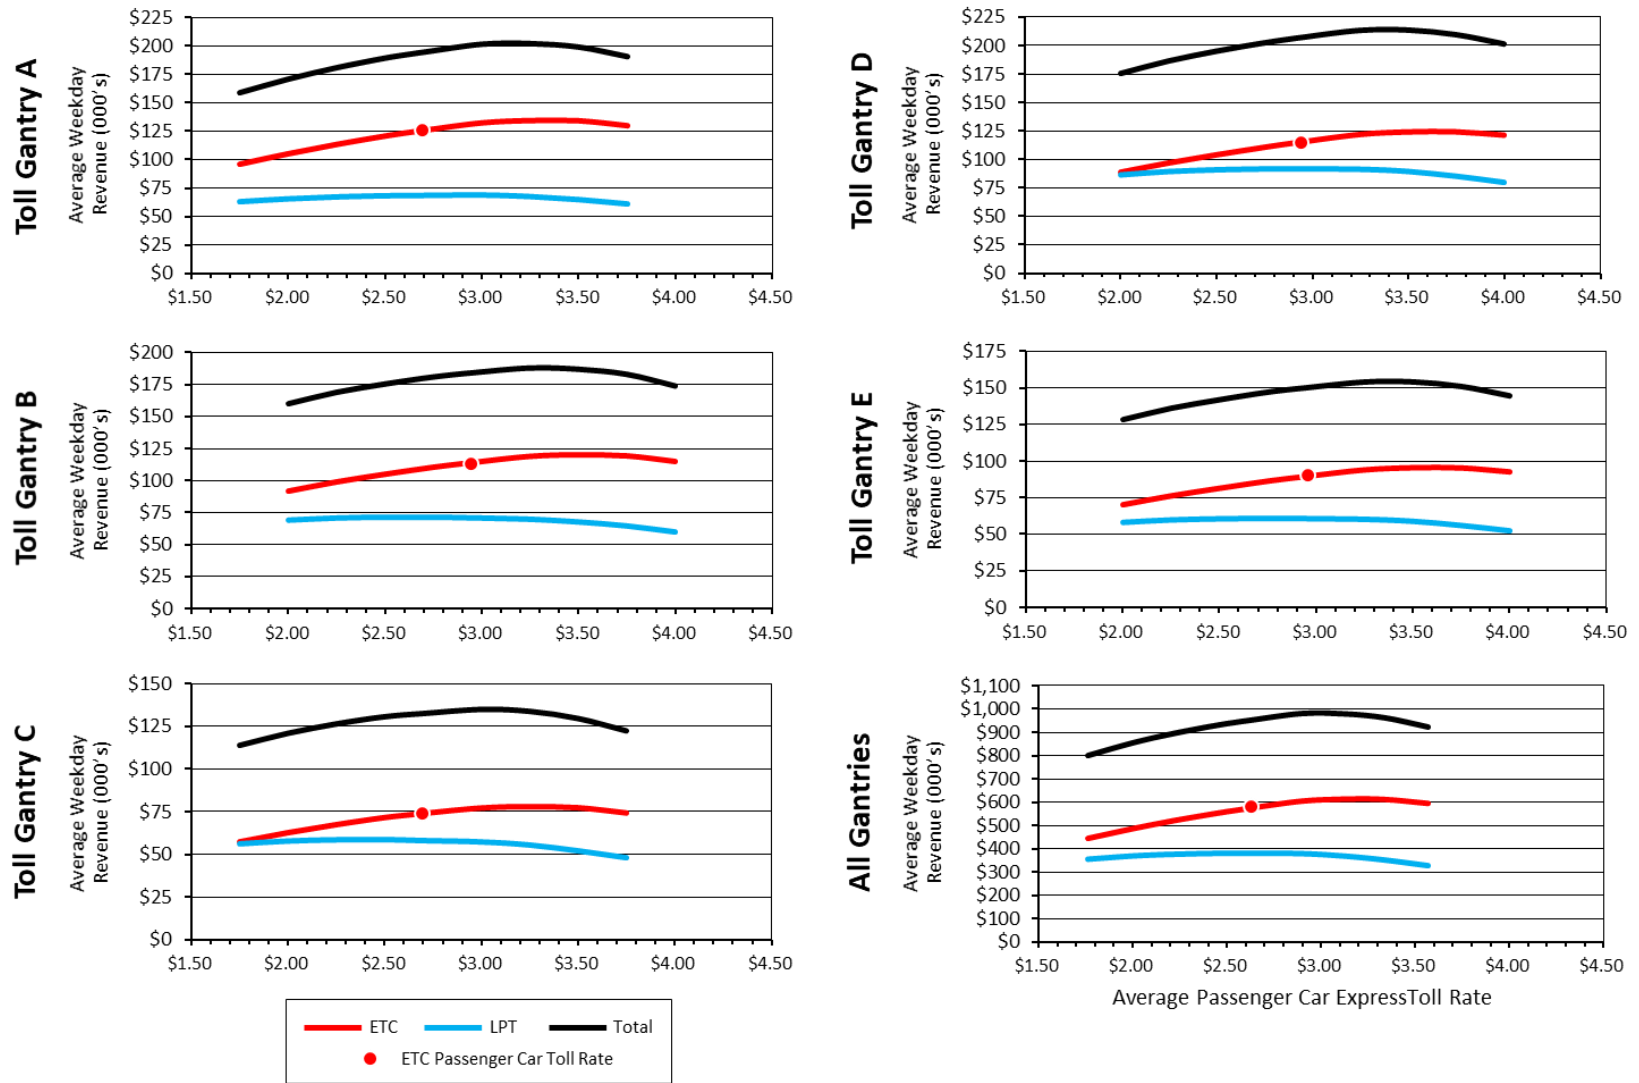 Toll Gantry A
Average Weekday
Revenue (000's)
$225
$200
$175
$150
$125
$100
$75
$50
$25
$0
$1.50 $2.00 $2.50 $3.00 $3.50 $4.00 $4.50
Toll Gantry D
Average Weekday
Revenue (000's)
$225
$200
$175
$150
$125
$100
$75
$50
$25
$0
$1.50 $2.00 $2.50 $3.00 $3.50 $4.00 $4.50
Toll Gantry B
Average Weekday
Revenue (000's)
$200
$175
$150
$125
$100
$75
$50
$25
$0
$1.50 $2.00 $2.50 $3.00 $3.50 $4.00 $4.50
Toll Gantry E
Average Weekday
Revenue (000's)
$175
$150
$125
$100
$75
$50
$25
$0
$1.50 $2.00 $2.50 $3.00 $3.50 $4.00 $4.50
Toll Gantry C
Average Weekday
Revenue (000's)
$150
$125
$100
$75
$50
$25
$0
$1.50 $2.00 $2.50 $3.00 $3.50 $4.00 $4.50
All Gantries
Average Weekday
Revenue (000's)
$1,100
$1,000
$900
$800
$700
$600
$500
$400
$300
$200
$100
$0
$1.50 $2.00 $2.50 $3.00 $3.50 $4.00 $4.50
Average Passenger Car ExpressToll Rate
ETC LPT Total
ETC Passenger Car Toll Rate